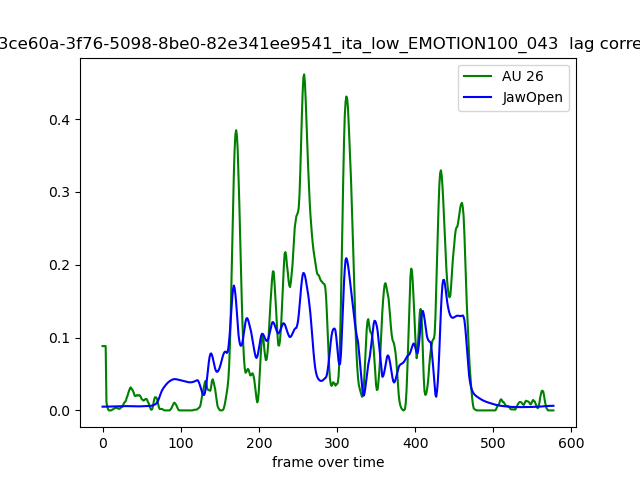 3ce60a-3f76-5098-8be0-82e341ee9541_ita_low_EMOTION100_043 lag corre
AU 26
JawOpen
0.4
0.3
0.2
0.1
0.0
0 100 200 300 400 500 600
frame over time